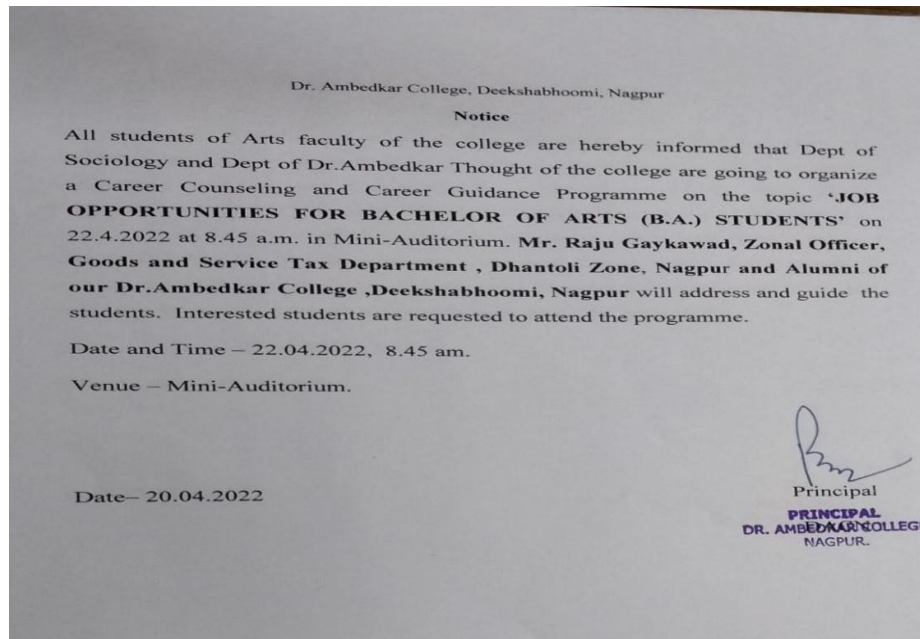 Dr. Ambedkar College, Deekshabhoomi, Nagpur
Notice
All students of Arts faculty of the college are hereby informed that Dept of
Sociology and Dept of Dr.Ambedkar Thought of the college are going to organize
a Career Counseling and Career Guidance Programme on the topic ‘JOB
OPPORTUNITIES FOR BACHELOR OF ARTS (B.A.) STUDENTS’ on
22.4.2022 at 8.45 a.m. in Mini-Auditorium. Mr. Raju Gaykawad, Zonal Officer,
Goods and Service Tax Department , Dhantoli Zone, Nagpur and Alumni of
our Dr.Ambedkar College ,Deekshabhoomi, Nagpur will address and guide the
students. Interested students are requested to attend the programme.
Date and Time – 22.04.2022, 8.45 am.
Venue – Mini-Auditorium.
Date– 20.04.2022
Principal
PRINCIPAL
DR. AMBEDKAR COLLEG
NAGPUR.